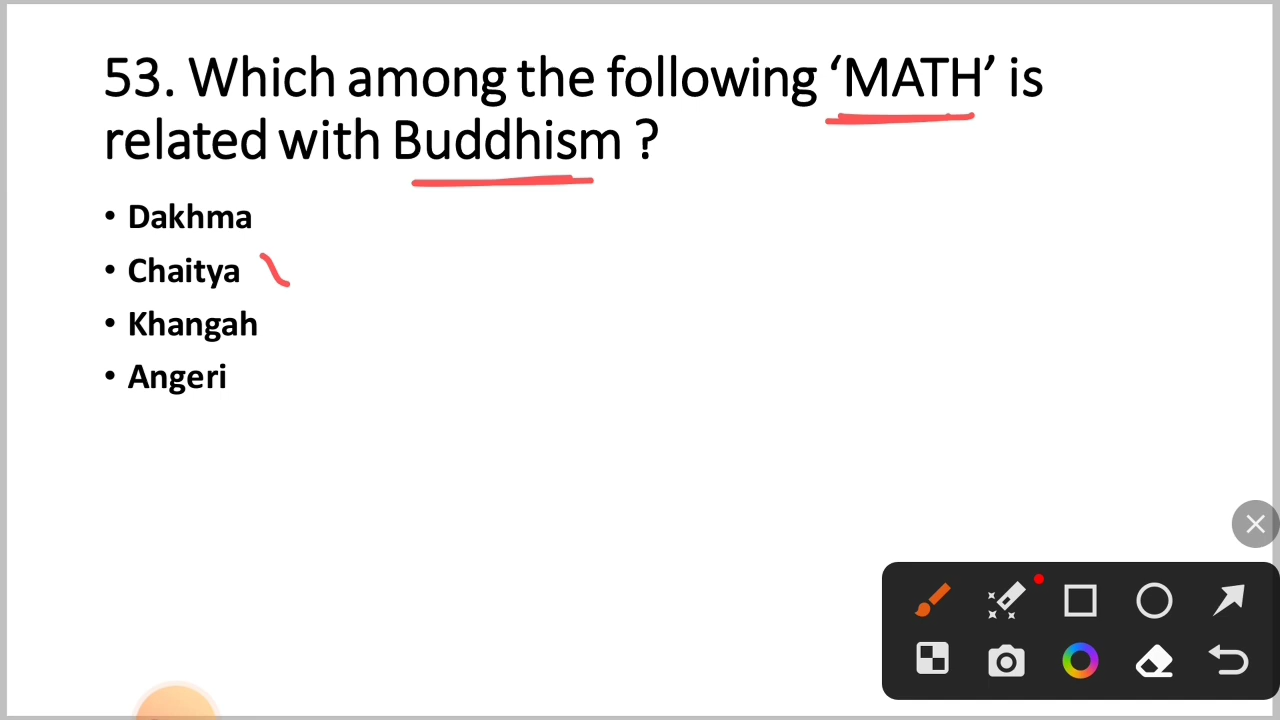 53. Which among the following ‘MATH’ is
related with Buddhism ?
• Dakhma
• Chaitya
• Khangah
• Angeri